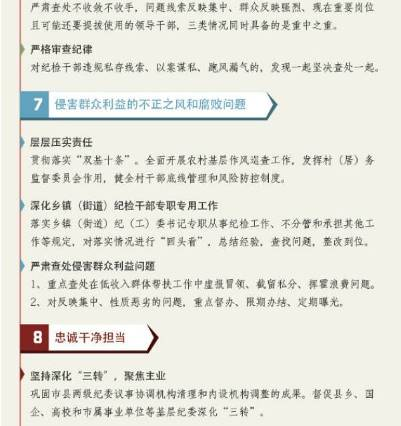 严肃查处不收敛不收手，问题线索反映集中、群众反映强烈、现在重要岗位
且可能还要提拔使用的领导干部，三类情况同时具备的是重中之重。
严格审查纪律
对纪检干部违规私存线索、以案谋私、跑风漏气的，发现一起坚决查处一起。
7 侵害群众利益的不正之风和腐败问题
层层压实责任
贯彻落实“双基十条”。全面开展农村基层作风巡查工作，发挥村（居）务
监督委员会作用，健全村干部底线管理和风险防控制度。
深化乡镇（街道）纪检干部专职专用工作
落实乡镇（街道）纪（工）委书记专职从事纪检工作、不分管和承担其他工
作等规定，对落实情况进行“回头看”，总结经验，查找问题，整改到位。
严肃查处侵害群众利益问题
1、重点查处在低收入群体帮扶工作中虚报冒领、截留私分、挥霍浪费问题。
2、对反映集中、性质恶劣的问题，重点督办、限期办结、定期曝光。
8 忠诚干净担当
坚持深化“三转”，聚焦主业
巩固市县两级纪委议事协调机构清理和内设机构调整的成果。督促县乡、国
企、高校和市属事业单位等基层纪委深化“三转”。